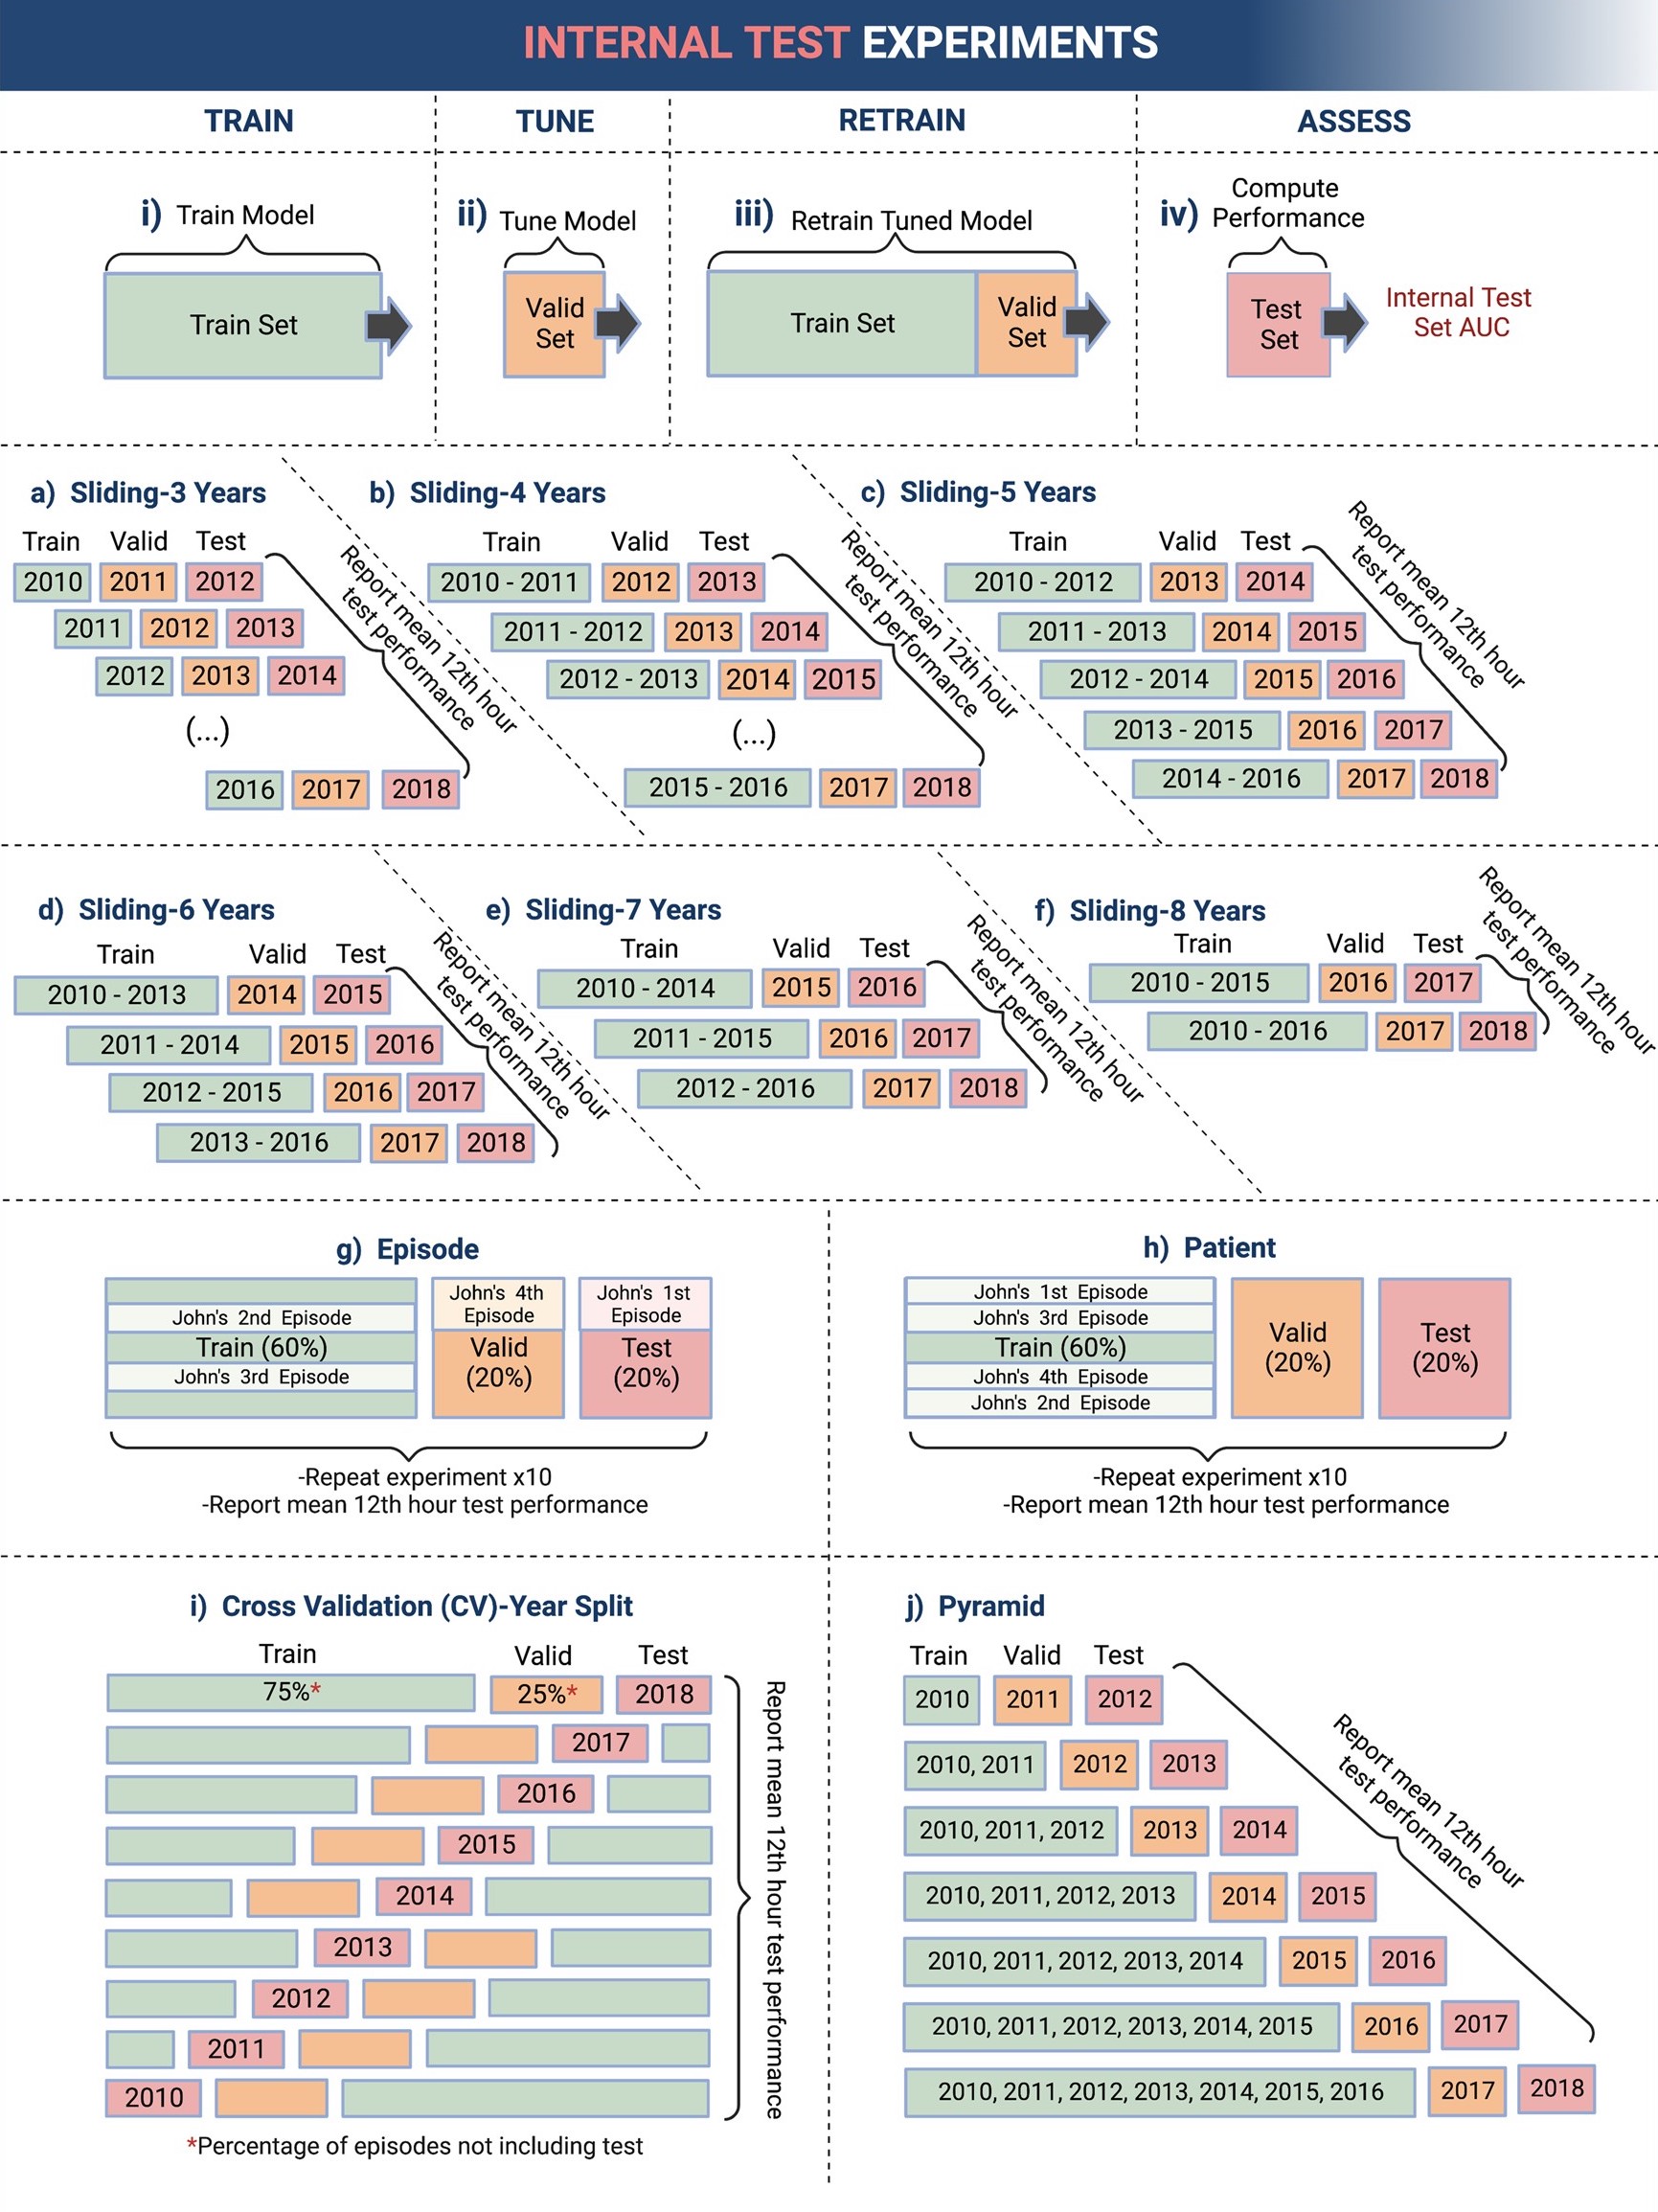 INTERNAL TEST EXPERIMENTS
TRAIN
TUNE
RETRAIN
ASSESS
i) Train Model
Train Set
ii) Tune Model
Valid
Set
iii) Retrain Tuned Model
Train Set
Valid
Set
iv) Compute
Performance
Test
Set
Internal Test
Set AUC
a) Sliding-3 Years
Train Valid Test
2010 2011 2012
2011 2012 2013
2012 2013 2014
(...)
2016 2017 2018
Report mean 12th hour
test performance
b) Sliding-4 Years
Train Valid Test
2010 - 2011 2012 2013
2011 - 2012 2013 2014
2012 - 2013 2014 2015
(...)
2015 - 2016 2017 2018
Report mean 12th hour
test performance
c) Sliding-5 Years
Train Valid Test
2010 - 2012 2013 2014
2011 - 2013 2014 2015
2012 - 2014 2015 2016
2013 - 2015 2016 2017
2014 - 2016 2017 2018
Report mean 12th hour
test performance
d) Sliding-6 Years
Train Valid Test
2010 - 2013 2014 2015
2011 - 2014 2015 2016
2012 - 2015 2016 2017
2013 - 2016 2017 2018
Report mean 12th hour
test performance
e) Sliding-7 Years
Train Valid Test
2010 - 2014 2015 2016
2011 - 2015 2016 2017
2012 - 2016 2017 2018
Report mean 12th hour
test performance
f) Sliding-8 Years
Train Valid Test
2010 - 2015 2016 2017
2010 - 2016 2017 2018
Report mean 12th hour
test performance
g) Episode
John's 2nd Episode
Train (60%)
John's 3rd Episode
John's 4th
Episode
Valid
(20%)
John's 1st
Episode
Test
(20%)
-Repeat experiment x10
-Report mean 12th hour test performance
h) Patient
John's 1st Episode
John's 3rd Episode
Train (60%)
John's 4th Episode
John's 2nd Episode
Valid
(20%)
Test
(20%)
-Repeat experiment x10
-Report mean 12th hour test performance
i) Cross Validation (CV)-Year Split
Train Valid Test
75%* 25%* 2018
2017
2016
2015
2014
2013
2012
2011
2010
Report mean 12th hour test performance
*Percentage of episodes not including test
j) Pyramid
Train Valid Test
2010 2011 2012
2010, 2011 2012 2013
2010, 2011, 2012 2013 2014
2010, 2011, 2012, 2013 2014 2015
2010, 2011, 2012, 2013, 2014 2015 2016
2010, 2011, 2012, 2013, 2014, 2015 2016 2017
2010, 2011, 2012, 2013, 2014, 2015, 2016 2017 2018
Report mean 12th hour
test performance